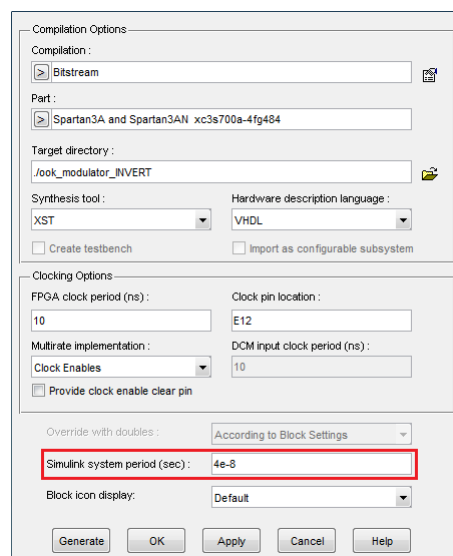 Compilation Options
Compilation :
> Bitstream
Part :
> Spartan3A and Spartan3AN xc3s700a-4fg484
Target directory :
./ook_modulator_INVERT
Synthesis tool : Hardware description language :
XST VHDL
Create testbench Import as configurable subsystem
Clocking Options
FPGA clock period (ns) : Clock pin location :
10 E12
Multirate implementation : DCM input clock period (ns) :
Clock Enables 10
Provide clock enable clear pin
Override with doubles : According to Block Settings
Simulink system period (sec) : 4e-8
Block icon display: Default
Generate OK Apply Cancel Help